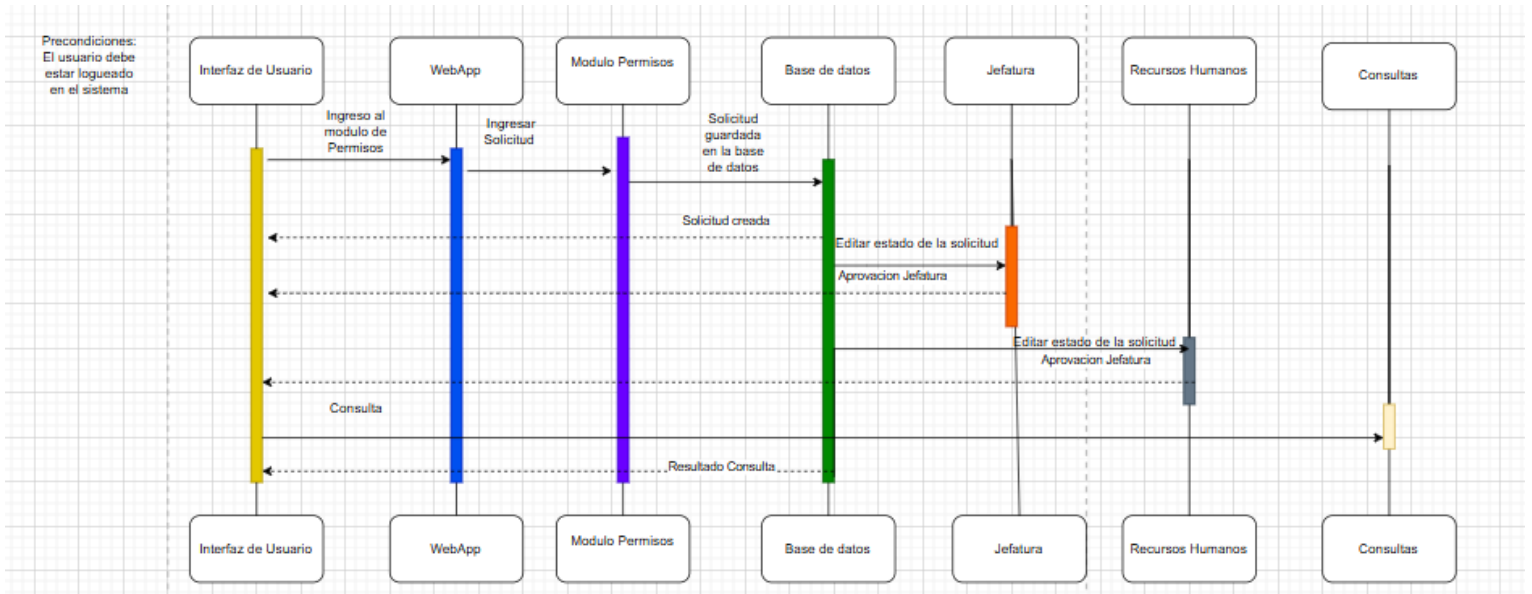 Precondiciones:
El usuario debe
estar logueado
en el sistema
Interfaz de Usuario
WebApp
Modulo Permisos
Base de datos
Jefatura
Recursos Humanos
Consultas
Ingreso al
modulo de
Permisos
Ingresar
Solicitud
Solicitud
guardada
en la base
de datos
Solicitud creada
Editar estado de la solicitud
Aprovacion Jefatura
Editar estado de la solicitud
Aprovacion Jefatura
Consulta
Resultado Consulta
Interfaz de Usuario
WebApp
Modulo Permisos
Base de datos
Jefatura
Recursos Humanos
Consultas